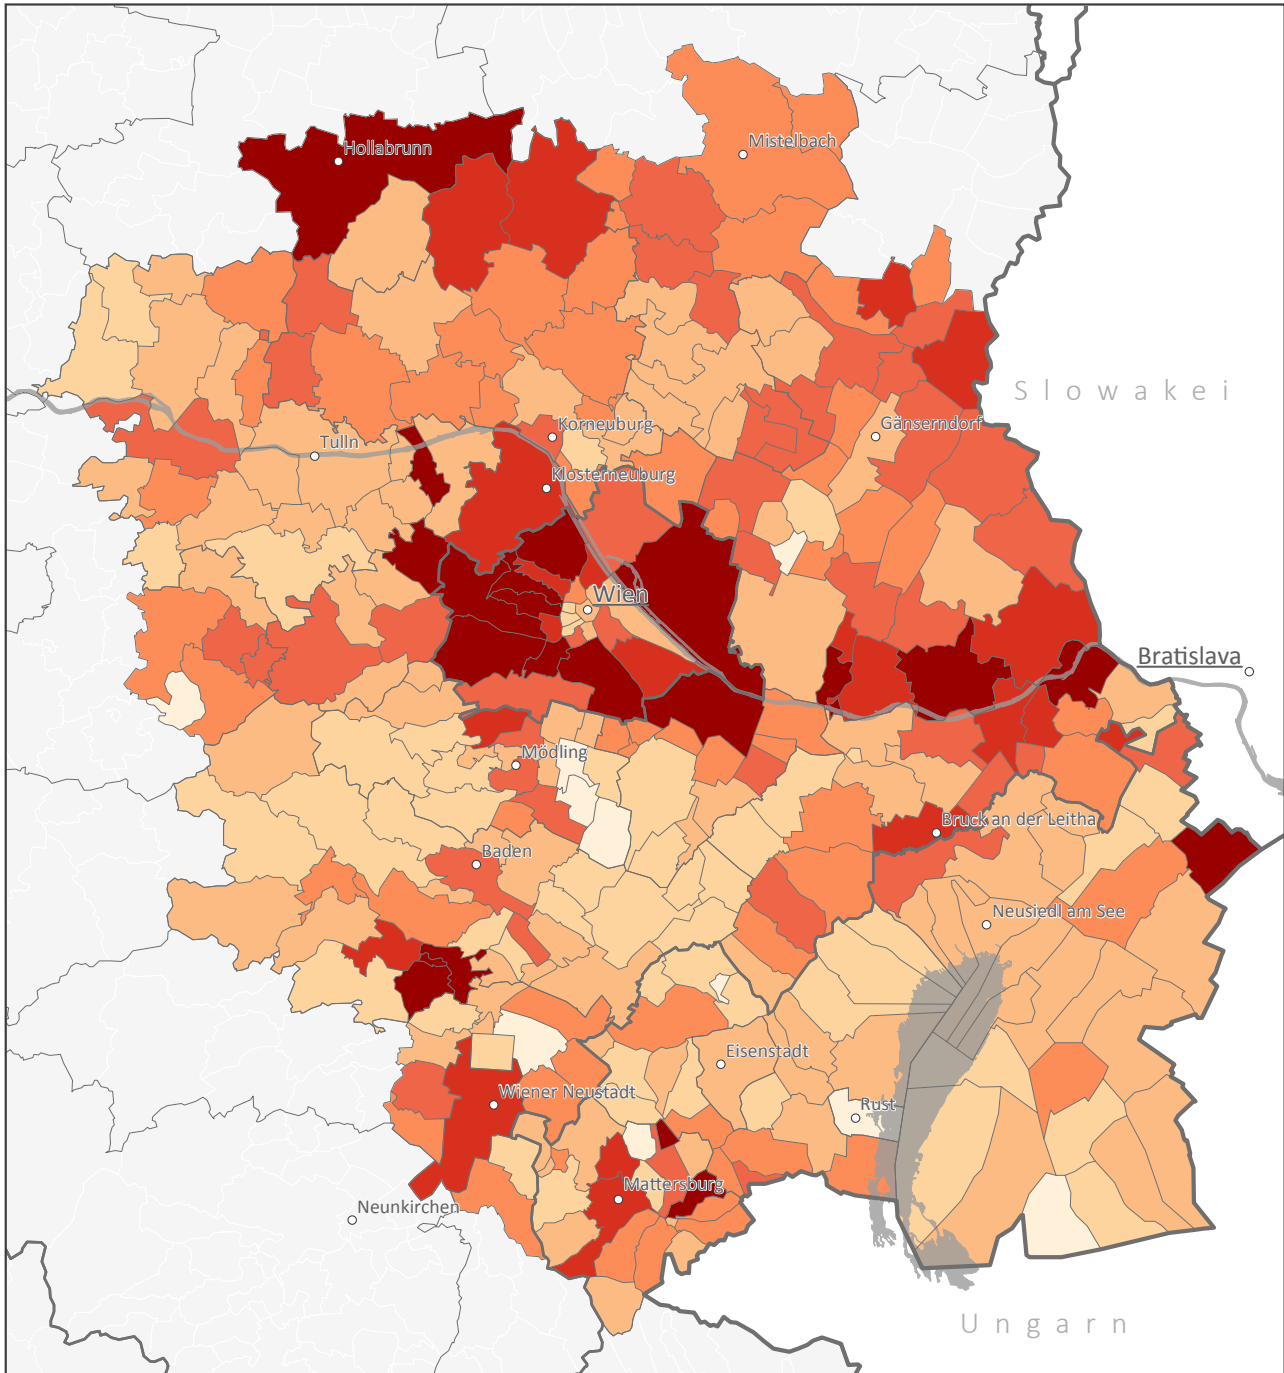 Mistelbach
Hollabrunn
Slowakei
Korneuburg
Gänserndorf
Tulln
Klosterneuburg
Wien
Bratislava
Mödling
Bruck an der Leitha
Baden
Neusiedl am See
Eisenstadt
Wiener Neustadt
Rust
Mattersburg
Neunkirchen
Ungarn